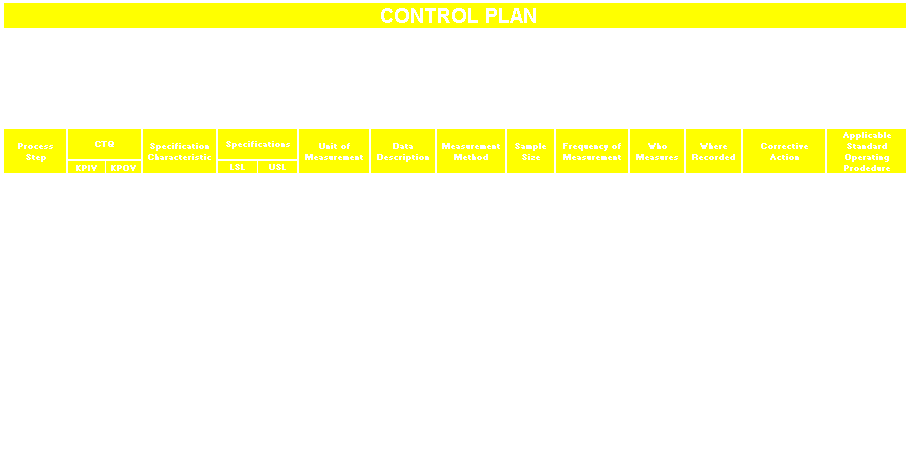 CONTROL PLAN
Process Step
CTQ
KPIV KPOV
Specification Characteristic
Specifications
LSL USL
Unit of Measurement
Data Description
Measurement Method
Sample Size
Frequency of Measurement
Who Measures
Where Recorded
Corrective Action
Applicable Standard Operating Prodedure